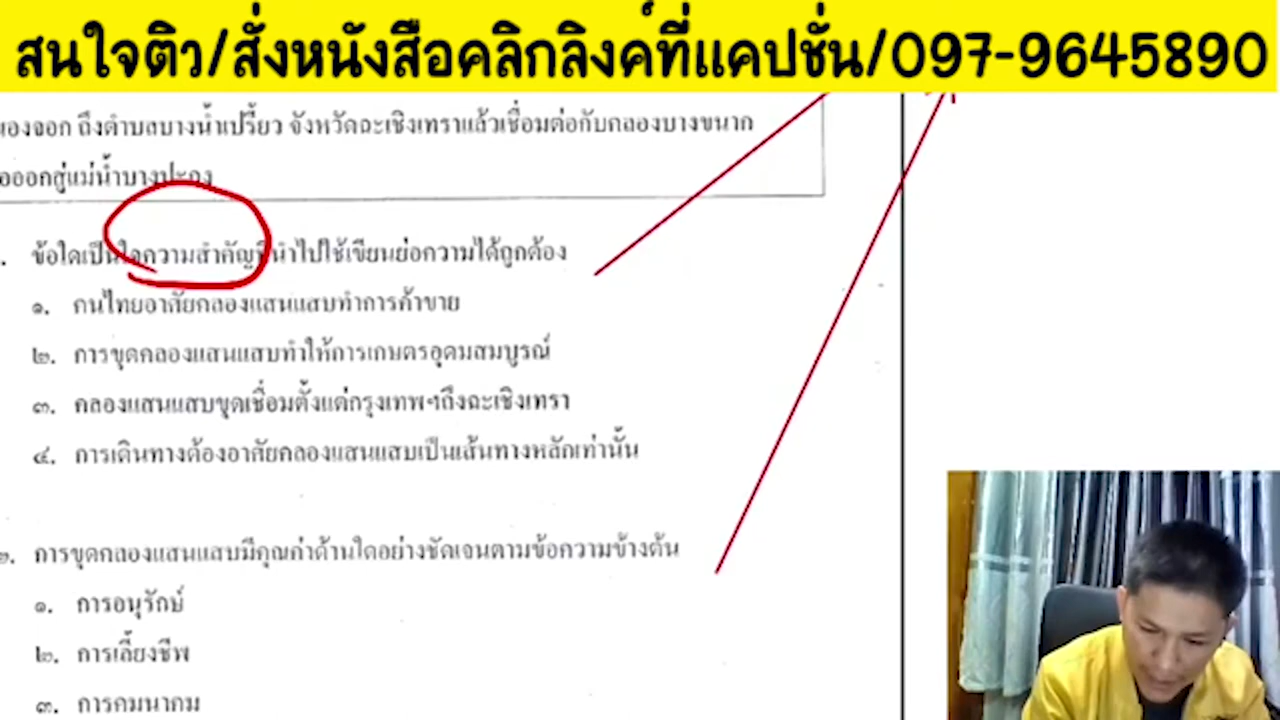 สนใจติว/สั่งหนังสือคลิกลิงค์ที่แคปชั่น/097-9645890
ถึงตำบลบางน้ำเปรี้ยว จังหวัดฉะเชิงเทราแล้วเชื่อมต่อกับคลองบางขนาก
ออกสู่แม่น้ำบางปะกง
ข้อใดเป็นใจความสำคัญที่นำไปใช้เขียนย่อความได้ถูกต้อง
๑. คนไทยอาศัยคลองแสนแสบทำการค้าขาย
๒. การขุดคลองแสนแสบทำให้การเกษตรอุดมสมบูรณ์
๓. คลองแสนแสบขุดเชื่อมตั้งแต่กรุงเทพฯถึงฉะเชิงเทรา
๔. การเดินทางต้องอาศัยคลองแสนแสบเป็นเส้นทางหลักเท่านั้น
๒. การขุดคลองแสนแสบมีคุณค่าด้านใดอย่างชัดเจนตามข้อความข้างต้น
๑. การอนุรักษ์
๒. การเลี้ยงชีพ
๓. การคมนาคม